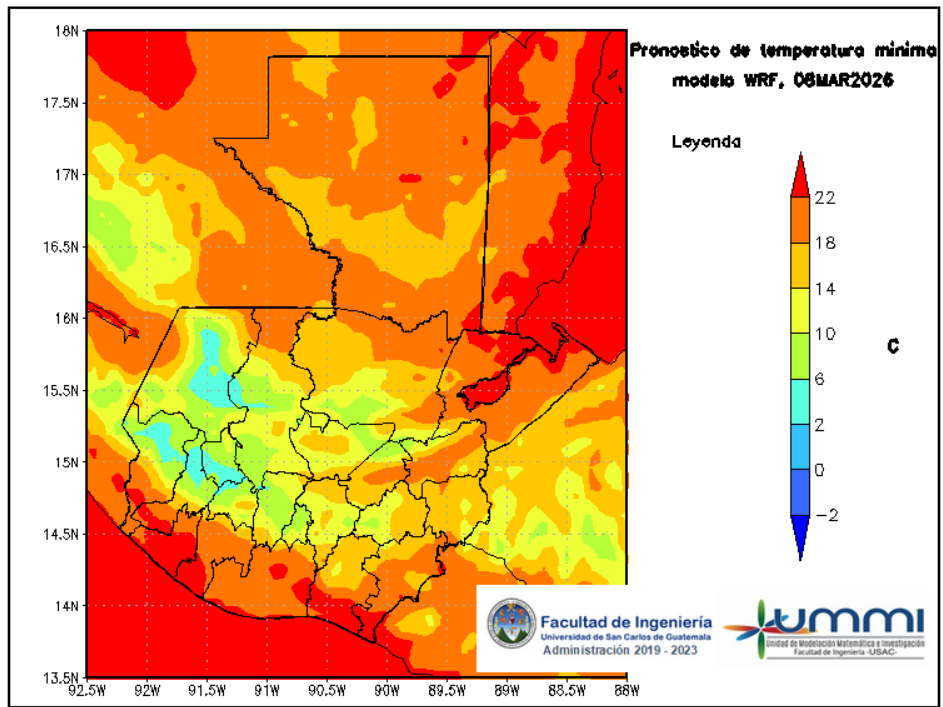 Pronostico de temperatura minima
modelo WRF, 08MAR2026
Leyenda
22
18
14
10
6
2
0
−2
C
18N
17.5N
17N
16.5N
16N
15.5N
15N
14.5N
14N
13.5N
92.5W 92W 91.5W 91W 90.5W 90W 89.5W 89W 88.5W 88W
Facultad de Ingeniería
Universidad de San Carlos de Guatemala
Administración 2019 - 2023
ummi
Unidad de Modelación Matemática e Investigación
Facultad de Ingeniería -USAC-